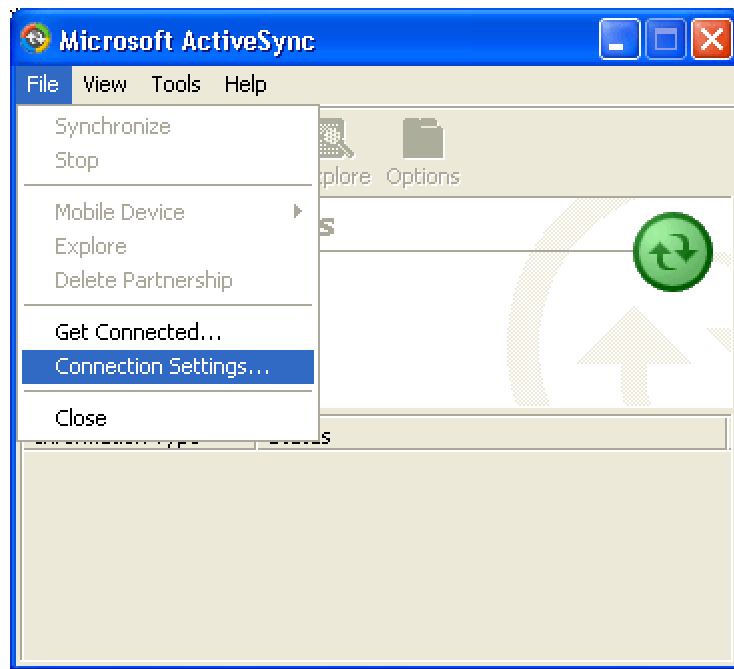 Microsoft ActiveSync
File View Tools Help
Synchronize
Stop
Mobile Device
Explore
Delete Partnership
Get Connected...
Connection Settings...
Close
Options